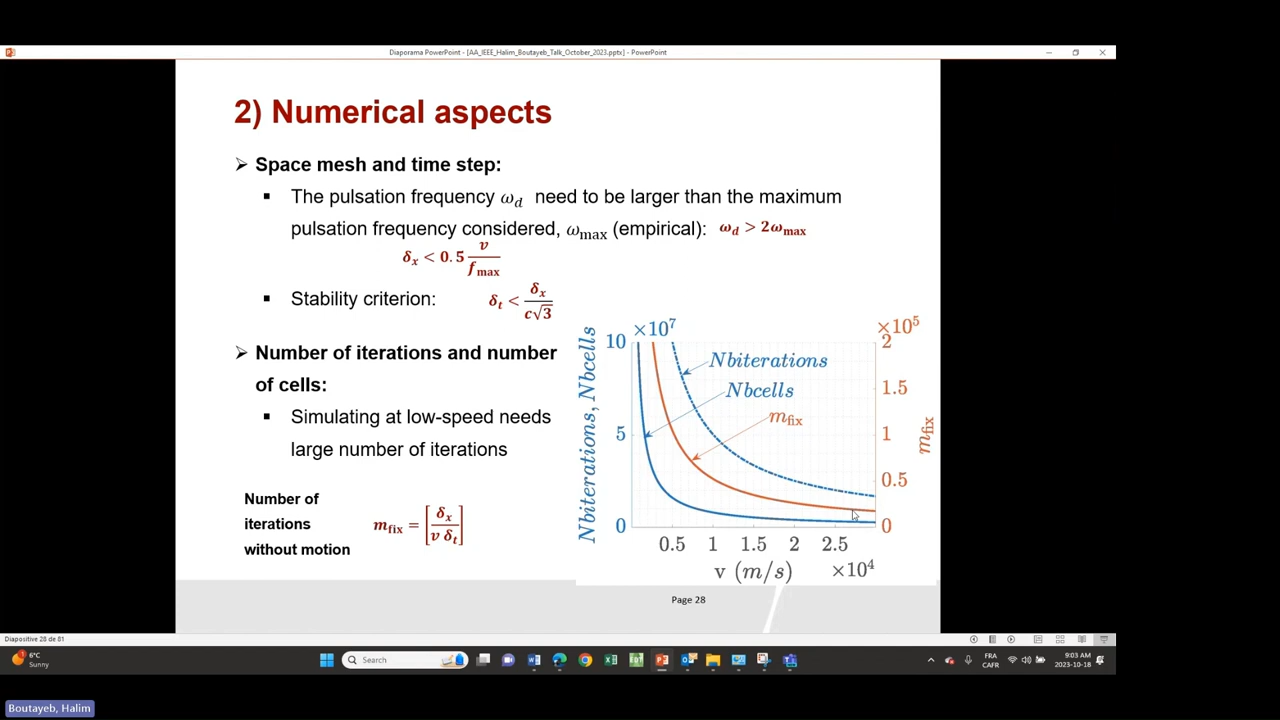 Diaporama PowerPoint - [AA_IEEE_Halim_Boutayeb_Talk_October_2023.pptx] - PowerPoint
2) Numerical aspects
Space mesh and time step:
The pulsation frequency ω_d need to be larger than the maximum
pulsation frequency considered, ω_max (empirical): ω_d > 2ω_max
δ_x < 0.5 v/f_max
Stability criterion: δ_t < δ_x/(c√3)
Number of iterations and number
of cells:
Simulating at low-speed needs
large number of iterations
Number of
iterations
without motion
m_fix = [δ_x/(v δ_t)]
Nbiterations, Nbcells
×10^7
10
5
0
Nbiterations
Nbcells
m_fix
×10^5
2
1.5
1
0.5
0
m_fix
0.5 1 1.5 2 2.5
v (m/s) ×10^4
Page 28
Diapositive 28 de 81
6°C
Sunny
Search
FRA
CAFR
9:03 AM
2023-10-18
Boutayeb, Halim